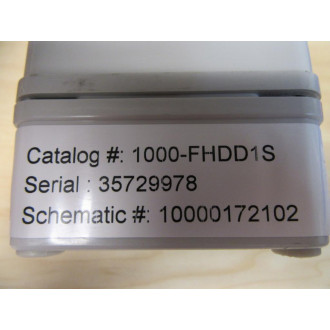 Catalog #: 1000-FHDD1S
Serial : 35729978
Schematic #: 10000172102